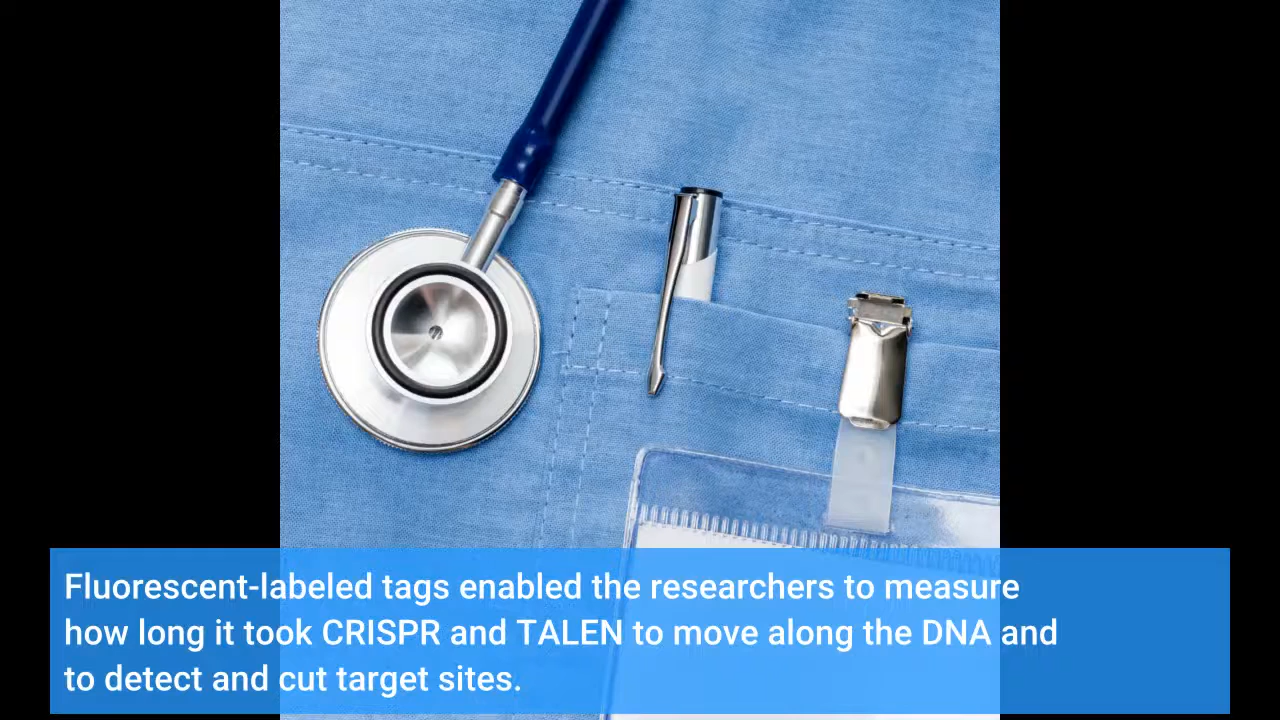 Fluorescent-labeled tags enabled the researchers to measure
how long it took CRISPR and TALEN to move along the DNA and
to detect and cut target sites.